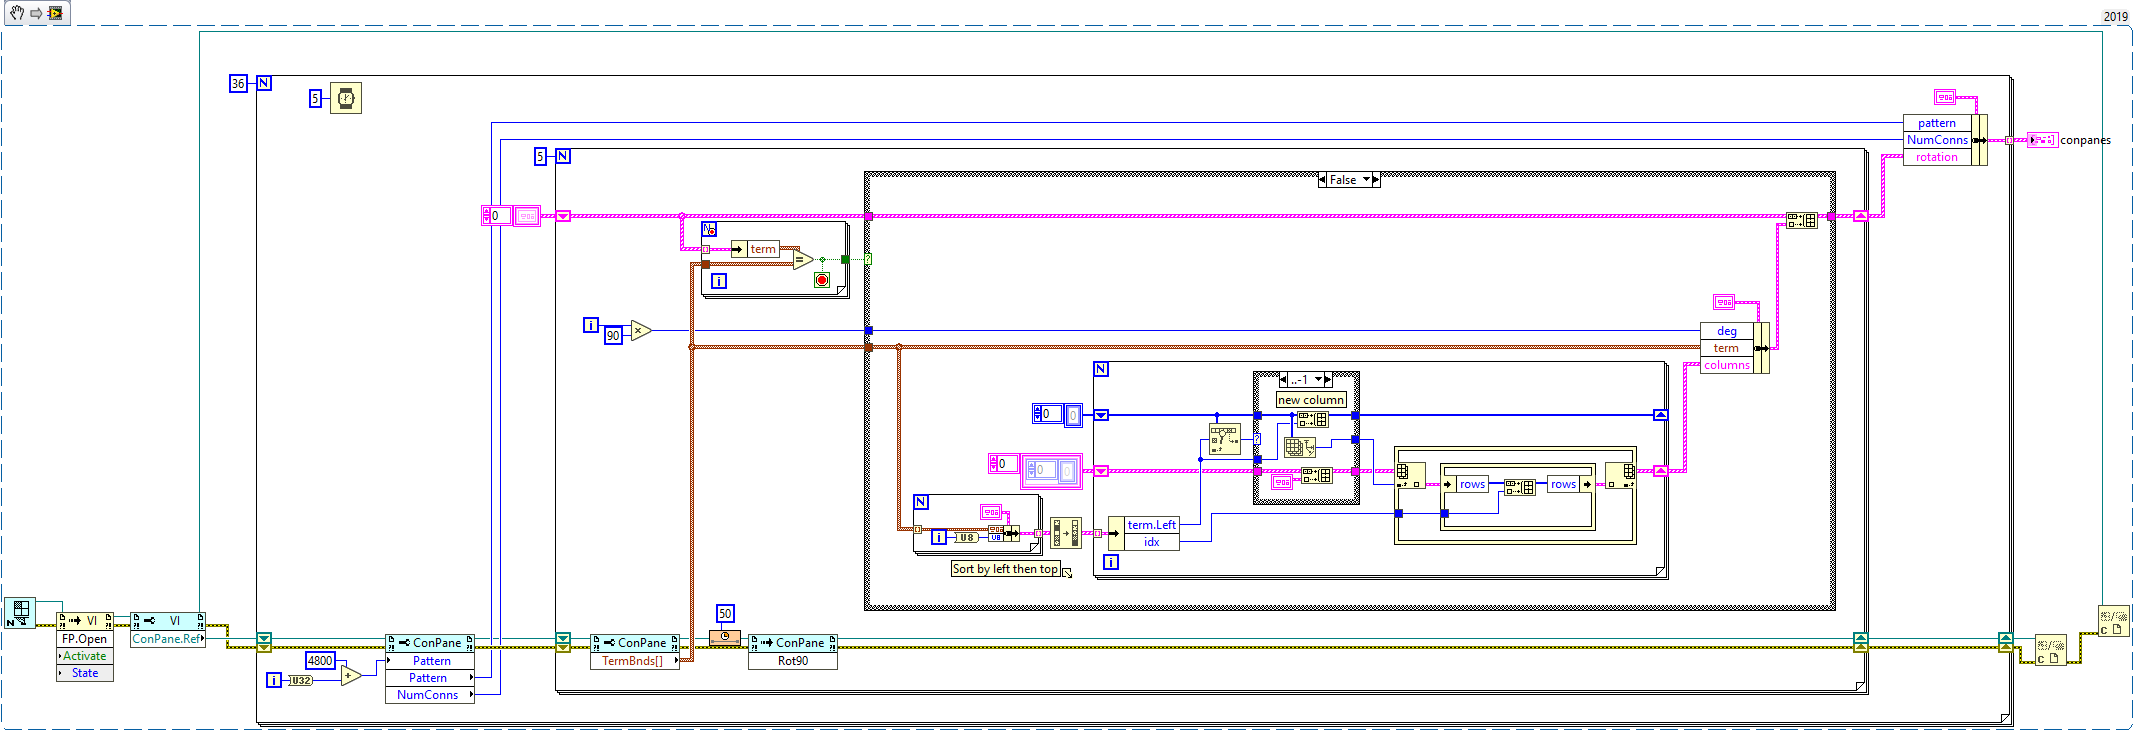 2019
36
N
5
pattern
NumConns
rotation
conpanes
5
N
False
0
N
term
=
i
?
i
90
x
deg
term
columns
N
..-1
new column
0
?
0
0
0
0
rows
rows
N
i
U8
U8
term.Left
idx
i
Sort by left then top
N
VI
FP.Open
Activate
State
VI
ConPane.Ref
4800
i
U32
+
ConPane
Pattern
Pattern
NumConns
ConPane
TermBnds[]
50
ConPane
Rot90
C
C